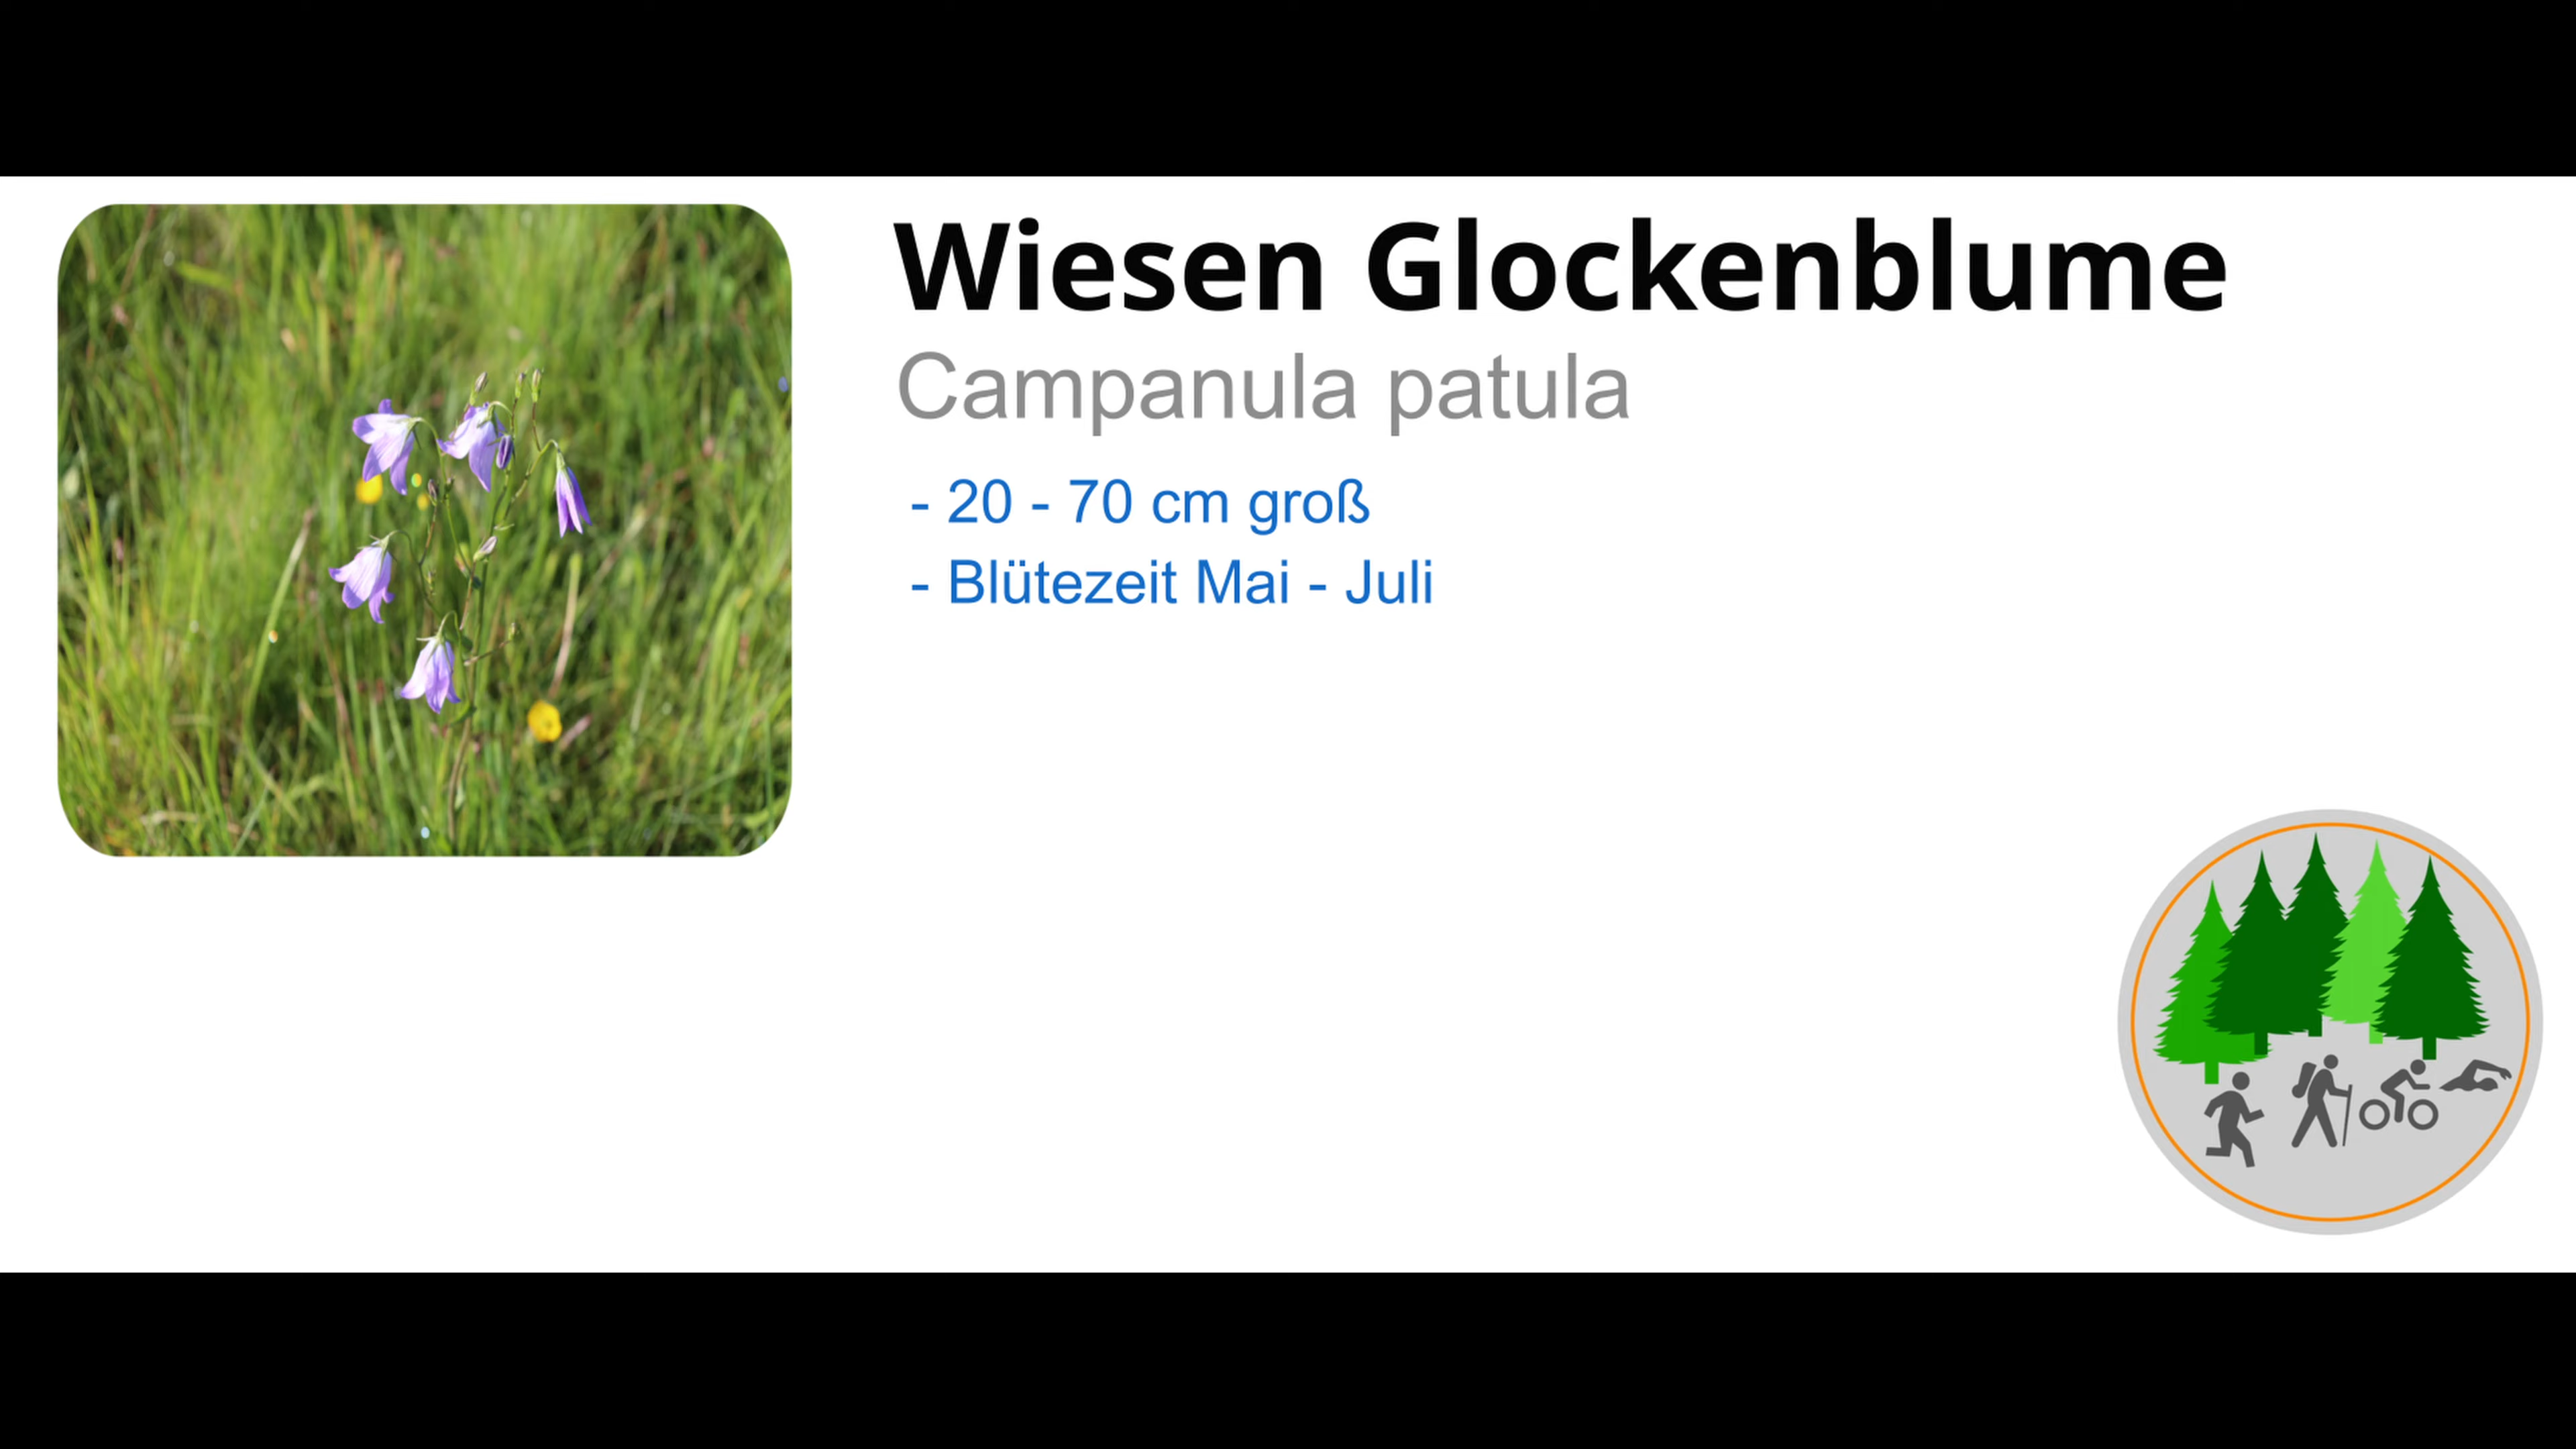 Wiesen Glockenblume
Campanula patula
- 20 - 70 cm groß
- Blütezeit Mai - Juli